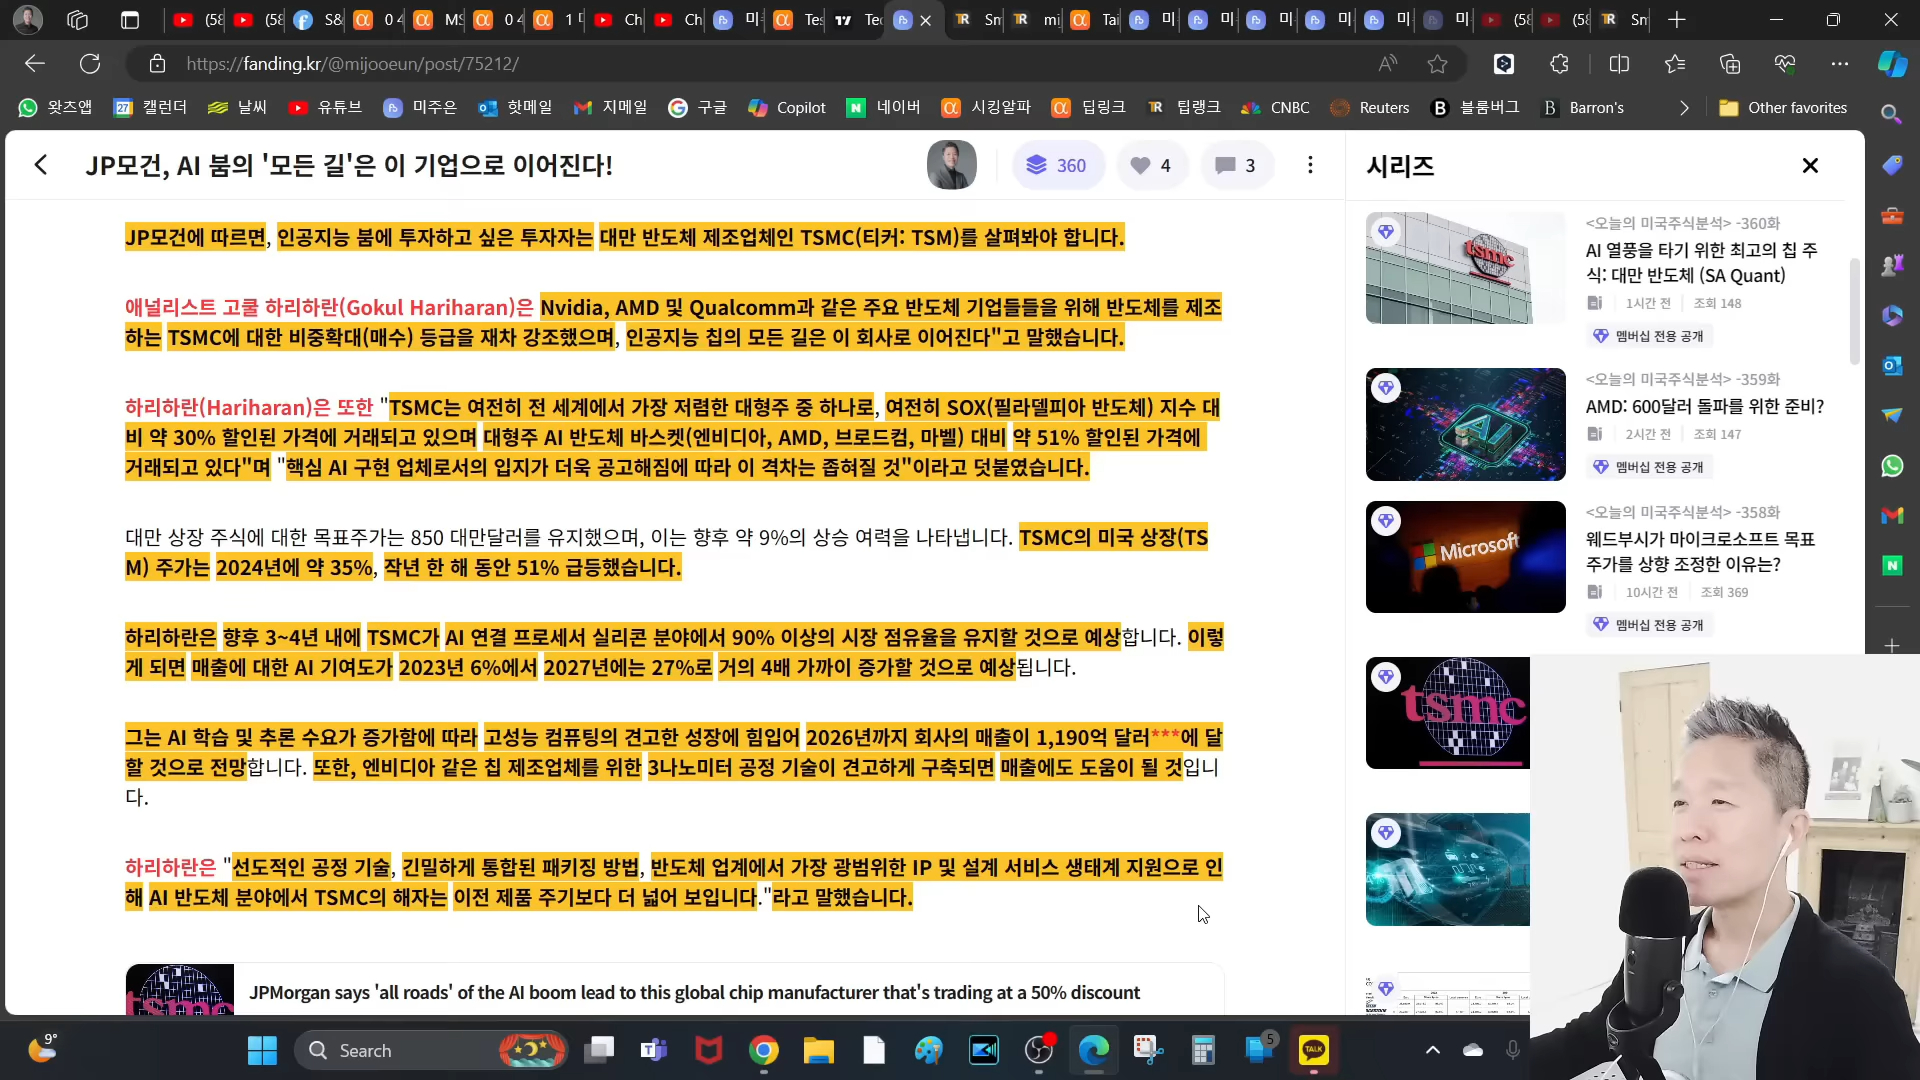 https://fanding.kr/@mijooeun/post/75212/
왓츠앱
캘린더
날씨
유튜브
미주은
핫메일
지메일
구글
Copilot
네이버
시킹알파
딥링크
팁랭크
CNBC
Reuters
블룸버그
Barron's
Other favorites
JP모건, AI 붐의 '모든 길'은 이 기업으로 이어진다!
360
4
3
JP모건에 따르면, 인공지능 붐에 투자하고 싶은 투자자는 대만 반도체 제조업체인 TSMC(티커: TSM)를 살펴봐야 합니다.
애널리스트 고쿨 하리하란(Gokul Hariharan)은 Nvidia, AMD 및 Qualcomm과 같은 주요 반도체 기업들들을 위해 반도체를 제조
하는 TSMC에 대한 비중확대(매수) 등급을 재차 강조했으며, 인공지능 칩의 모든 길은 이 회사로 이어진다"고 말했습니다.
하리하란(Hariharan)은 또한 "TSMC는 여전히 전 세계에서 가장 저렴한 대형주 중 하나로, 여전히 SOX(필라델피아 반도체) 지수 대
비 약 30% 할인된 가격에 거래되고 있으며 대형주 AI 반도체 바스켓(엔비디아, AMD, 브로드컴, 마벨) 대비 약 51% 할인된 가격에
거래되고 있다"며 "핵심 AI 구현 업체로서의 입지가 더욱 공고해짐에 따라 이 격차는 좁혀질 것"이라고 덧붙였습니다.
대만 상장 주식에 대한 목표주가는 850 대만달러를 유지했으며, 이는 향후 약 9%의 상승 여력을 나타냅니다. TSMC의 미국 상장(TS
M) 주가는 2024년에 약 35%, 작년 한 해 동안 51% 급등했습니다.
하리하란은 향후 3~4년 내에 TSMC가 AI 연결 프로세서 실리콘 분야에서 90% 이상의 시장 점유율을 유지할 것으로 예상합니다. 이렇
게 되면 매출에 대한 AI 기여도가 2023년 6%에서 2027년에는 27%로 거의 4배 가까이 증가할 것으로 예상됩니다.
그는 AI 학습 및 추론 수요가 증가함에 따라 고성능 컴퓨팅의 견고한 성장에 힘입어 2026년까지 회사의 매출이 1,190억 달러***에 달
할 것으로 전망합니다. 또한, 엔비디아 같은 칩 제조업체를 위한 3나노미터 공정 기술이 견고하게 구축되면 매출에도 도움이 될 것입니
다.
하리하란은 "선도적인 공정 기술, 긴밀하게 통합된 패키징 방법, 반도체 업계에서 가장 광범위한 IP 및 설계 서비스 생태계 지원으로 인
해 AI 반도체 분야에서 TSMC의 해자는 이전 제품 주기보다 더 넓어 보입니다."라고 말했습니다.
JPMorgan says 'all roads' of the AI boom lead to this global chip manufacturer that's trading at a 50% discount
시리즈
tsmc
<오늘의 미국주식분석> -360화
AI 열풍을 타기 위한 최고의 칩 주
식: 대만 반도체 (SA Quant)
1시간 전
조회 148
멤버십 전용 공개
AI
<오늘의 미국주식분석> -359화
AMD: 600달러 돌파를 위한 준비?
2시간 전
조회 147
멤버십 전용 공개
Microsoft
<오늘의 미국주식분석> -358화
웨드부시가 마이크로소프트 목표
주가를 상향 조정한 이유는?
10시간 전
조회 369
멤버십 전용 공개
tsmc
9°
Search
5
TALK